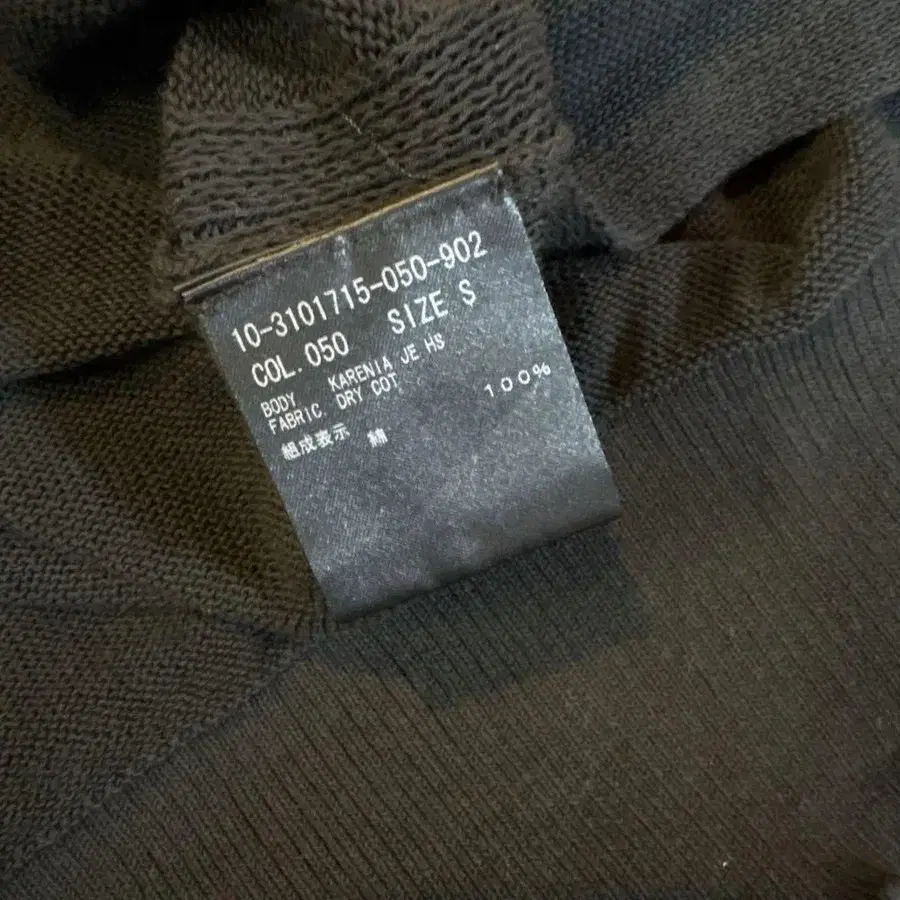 10-3101715-050-902
COL. 050 SIZE S
BODY KARENIA JE HS
FABRIC. DRY COT
組成表示 綿 100%